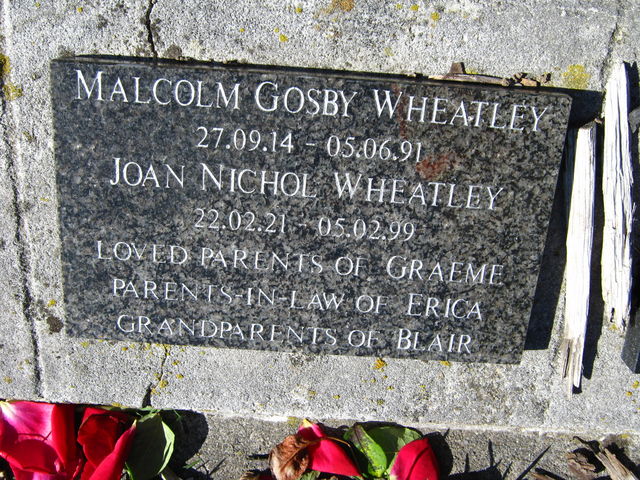 Malcolm Gosby Wheatley
27.09.14 - 05.06.91
Joan Nichol Wheatley
22.02.21 - 05.02.99
Loved parents of Graeme
Parents-in-law of Erica
Grandparents of Blair